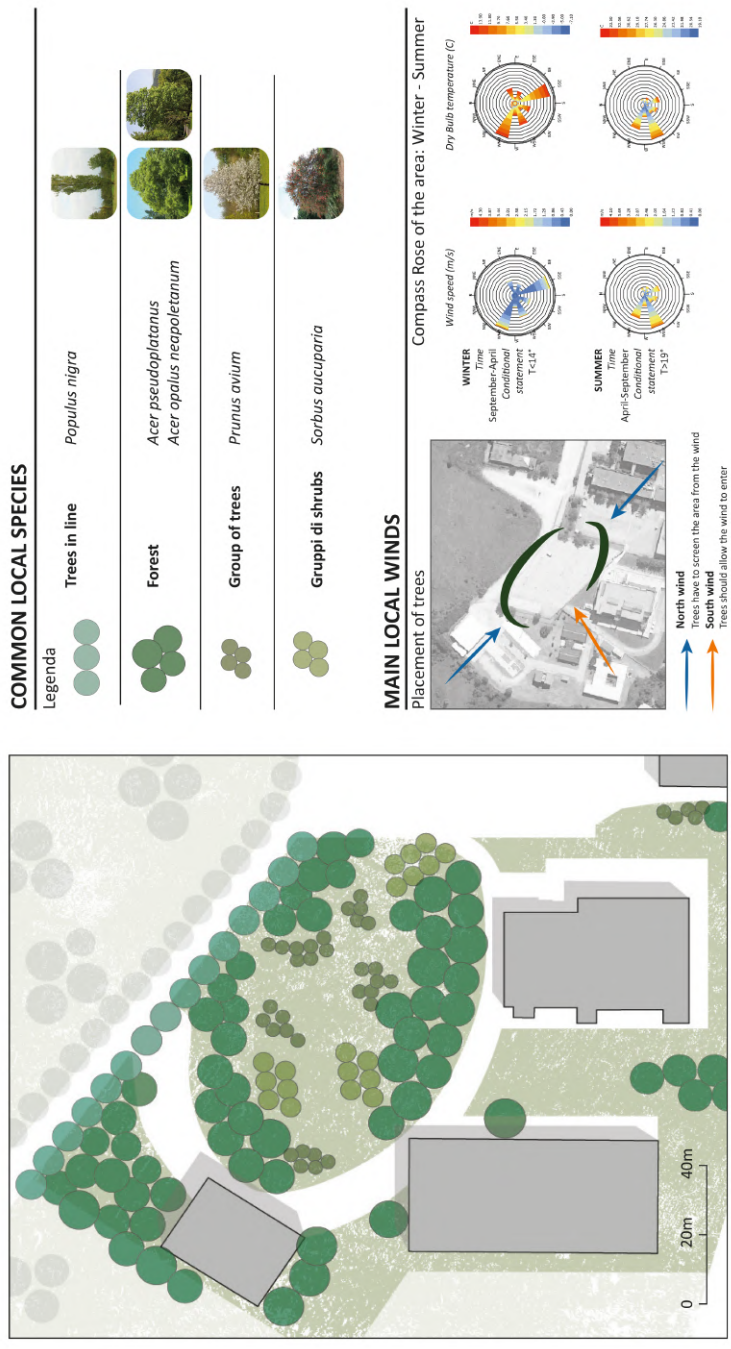 COMMON LOCAL SPECIES
Legenda
Trees in line
Populus nigra
Forest
Acer pseudoplatanus
Acer opalus neapoletanum
Group of trees
Prunus avium
Gruppi di shrubs
Sorbus aucuparia
MAIN LOCAL WINDS
Placement of trees
Compass Rose of the area: Winter - Summer
North wind
Trees have to screen the area from the wind
South wind
Trees should allow the wind to enter
Wind speed (m/s)
Dry Bulb temperature (C)
WINTER
Time
September-April
Conditional
statement
T<14°
SUMMER
Time
April-September
Conditional
statement
T>19°
0
20m
40m